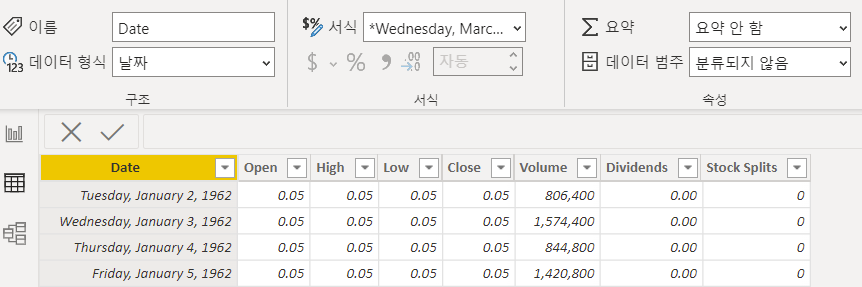 이름 Date $% 서식 *Wednesday, Marc... 요약 요약 안 함
123 데이터 형식 날짜 $ % , .00 →0 자동 데이터 범주 분류되지 않음
구조 서식 속성
Date Open High Low Close Volume Dividends Stock Splits
Tuesday, January 2, 1962 0.05 0.05 0.05 0.05 806,400 0.00 0
Wednesday, January 3, 1962 0.05 0.05 0.05 0.05 1,574,400 0.00 0
Thursday, January 4, 1962 0.05 0.05 0.05 0.05 844,800 0.00 0
Friday, January 5, 1962 0.05 0.05 0.05 0.05 1,420,800 0.00 0